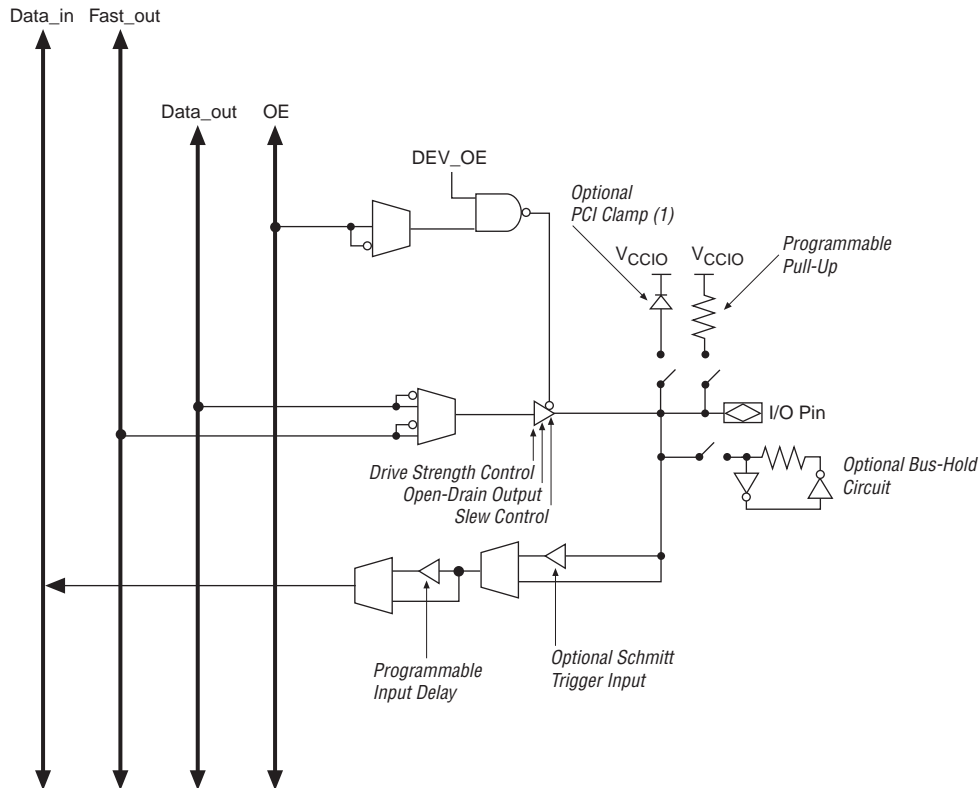 Data_in Fast_out
Data_out OE
DEV_OE
Optional
PCI Clamp (1)
VCCIO VCCIO
Programmable
Pull-Up
I/O Pin
Drive Strength Control
Open-Drain Output
Slew Control
Optional Bus-Hold
Circuit
Programmable
Input Delay
Optional Schmitt
Trigger Input